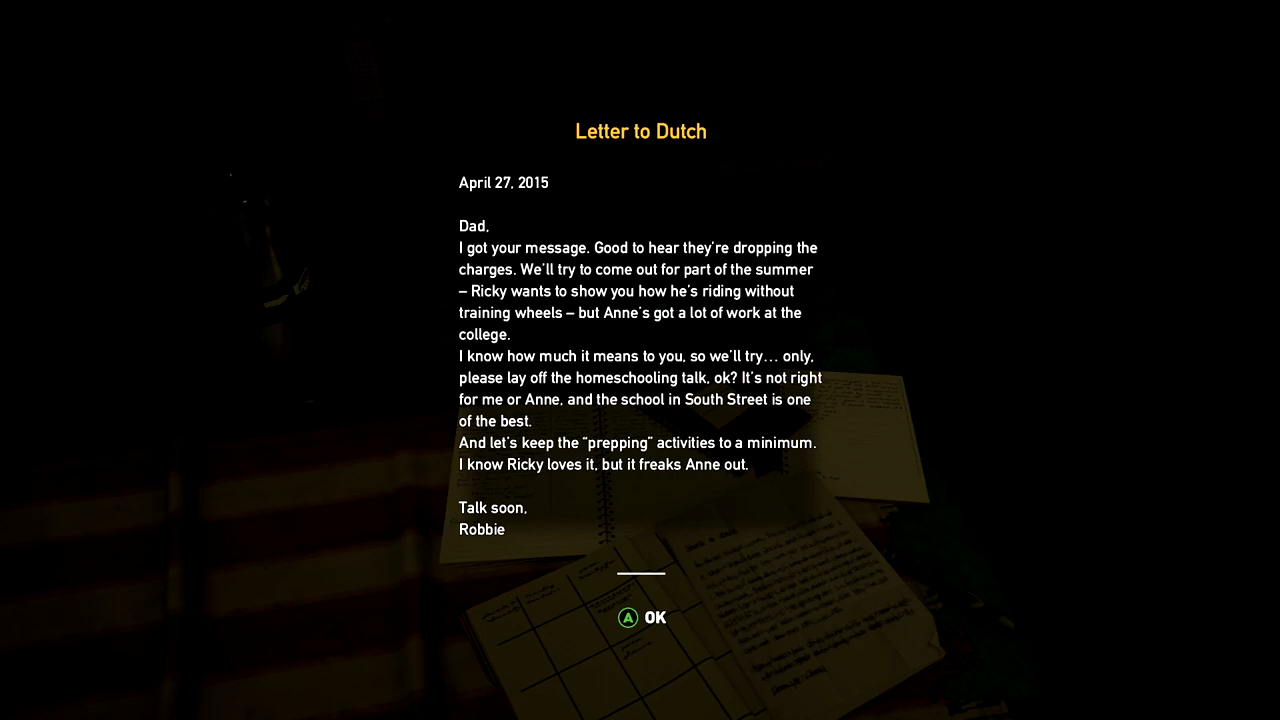 Letter to Dutch
April 27, 2015
Dad,
I got your message. Good to hear they're dropping the
charges. We'll try to come out for part of the summer
– Ricky wants to show you how he's riding without
training wheels – but Anne's got a lot of work at the
college.
I know how much it means to you, so we'll try… only,
please lay off the homeschooling talk, ok? It's not right
for me or Anne, and the school in South Street is one
of the best.
And let's keep the “prepping” activities to a minimum.
I know Ricky loves it, but it freaks Anne out.
Talk soon,
Robbie
A OK